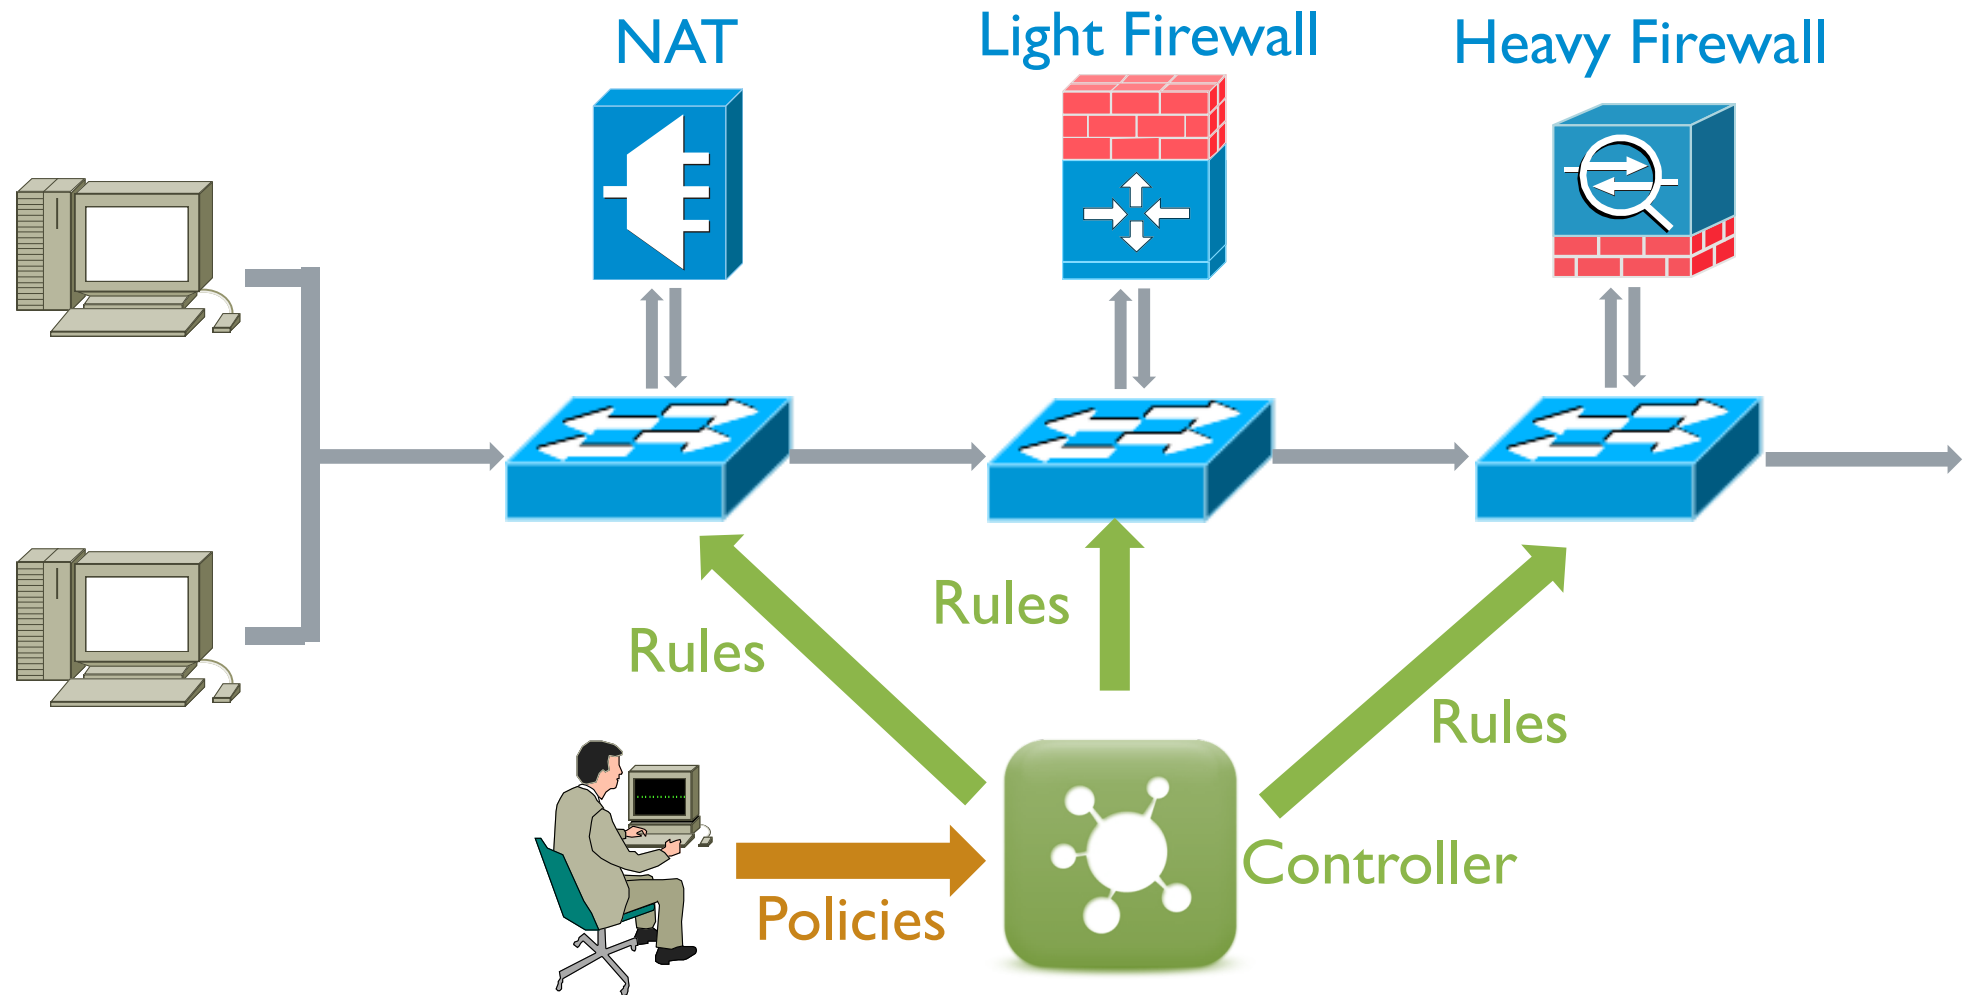 NAT
Light Firewall
Heavy Firewall
Rules
Rules
Rules
Controller
Policies